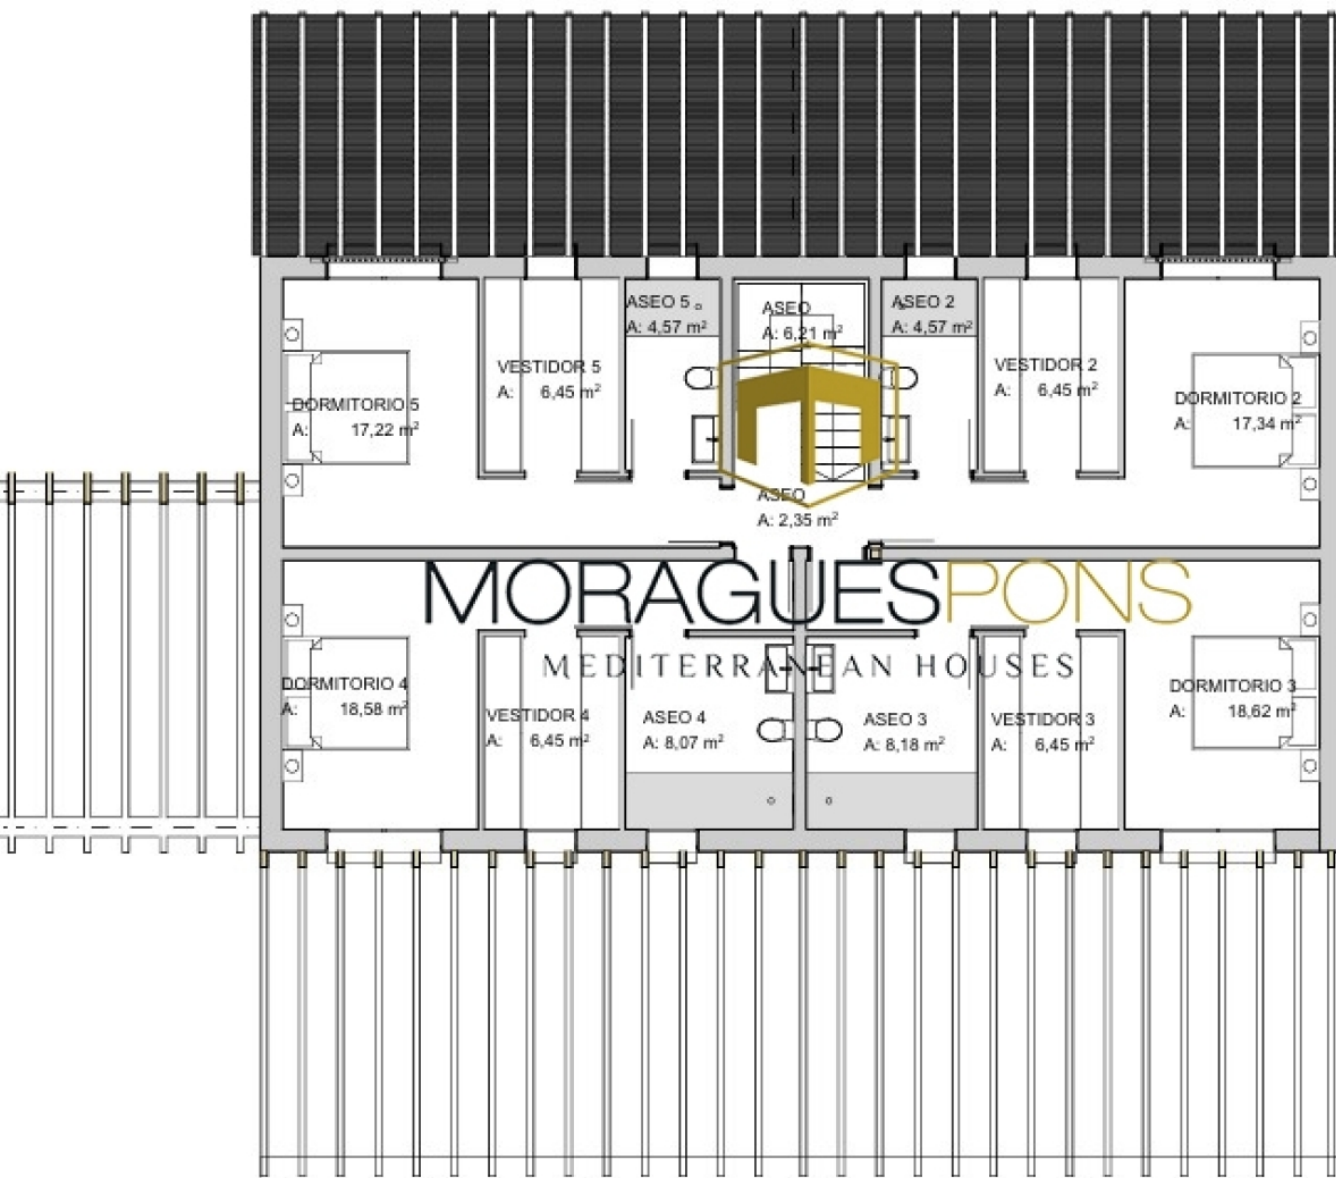 ASEO 5
A: 4,57 m²
ASEO
A: 6,21 m²
ASEO 2
A: 4,57 m²
VESTIDOR 5
A: 6,45 m²
VESTIDOR 2
A: 6,45 m²
DORMITORIO 5
A: 17,22 m²
DORMITORIO 2
A: 17,34 m²
ASEO
A: 2,35 m²
MORAGUESPONS
MEDITERRANEAN HOUSES
DORMITORIO 4
A: 18,58 m²
VESTIDOR 4
A: 6,45 m²
ASEO 4
A: 8,07 m²
ASEO 3
A: 8,18 m²
VESTIDOR 3
A: 6,45 m²
DORMITORIO 3
A: 18,62 m²